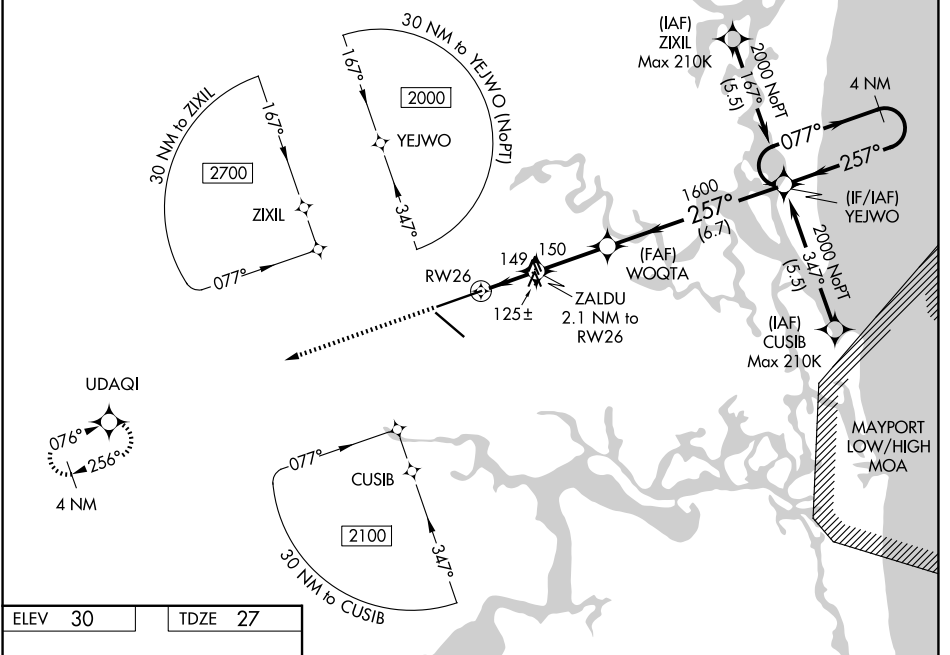 30 NM to YEJWO (NoPT)
167°
2000
YEJWO
347°
30 NM to ZIXIL
167°
2700
ZIXIL
077°
(IAF)
ZIXIL
Max 210K
2000 NoPT
167°
(5.5)
4 NM
077°
257°
(IF/IAF)
YEJWO
1600
257°
(6.7)
(FAF)
WOQTA
149
150
RW26
125±
ZALDU
2.1 NM to
RW26
2000 NoPT
347°
(5.5)
(IAF)
CUSIB
Max 210K
MAYPORT
LOW/HIGH
MOA
UDAQI
076°
256°
4 NM
077°
CUSIB
2100
347°
30 NM to CUSIB
ELEV 30
TDZE 27